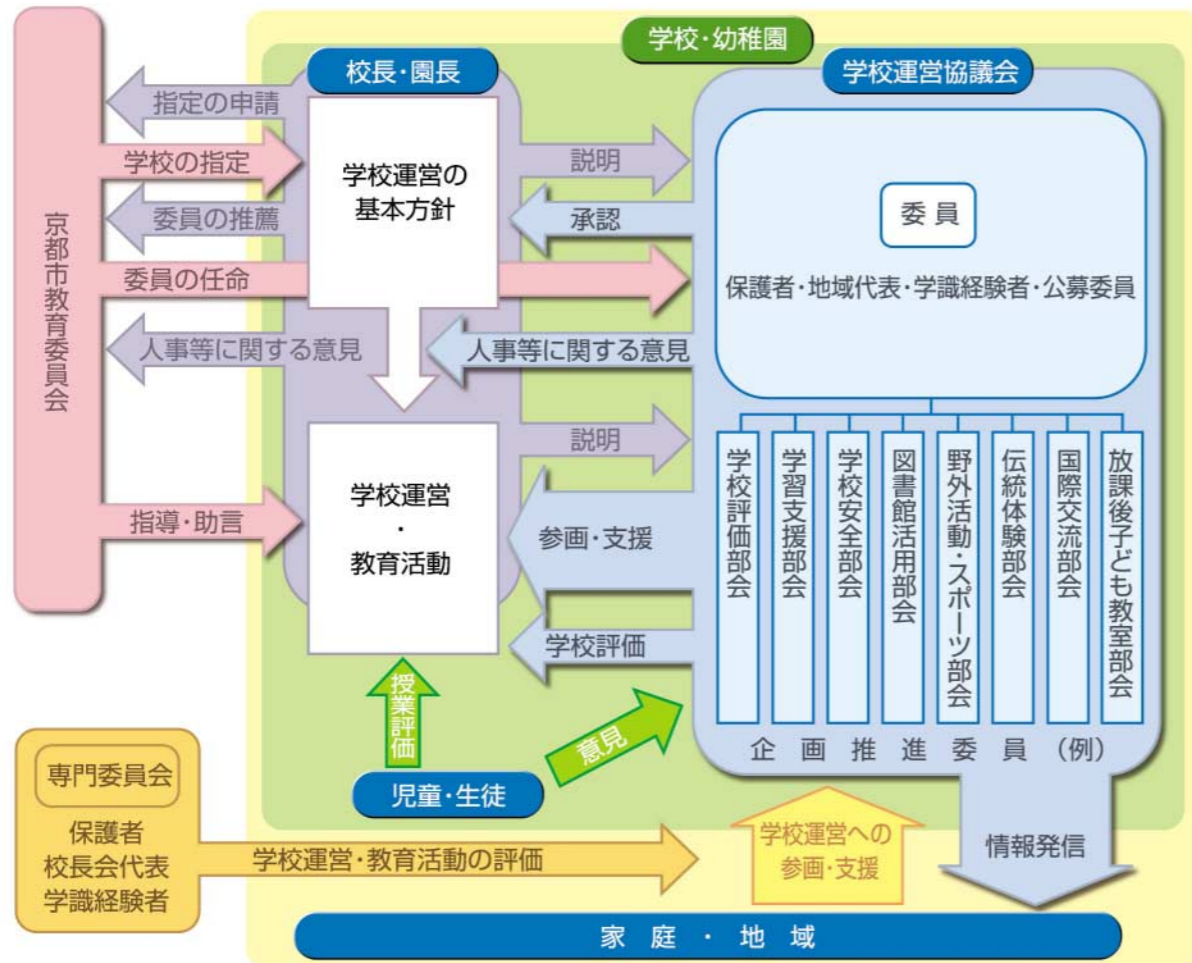 学校・幼稚園
校長・園長
学校運営協議会
京都市教育委員会
指定の申請
学校の指定
委員の推薦
委員の任命
人事等に関する意見
指導・助言
学校運営の
基本方針
学校運営
・
教育活動
説明
承認
人事等に関する意見
説明
参画・支援
学校評価
委員
保護者・地域代表・学識経験者・公募委員
学校評価部会
学習支援部会
学校安全部会
図書館活用部会
野外活動・スポーツ部会
伝統体験部会
国際交流部会
放課後子ども教室部会
企画推進委員(例)
授業評価
意見
児童・生徒
専門委員会
保護者
校長会代表
学識経験者
学校運営・教育活動の評価
学校運営への
参画・支援
情報発信
家庭・地域